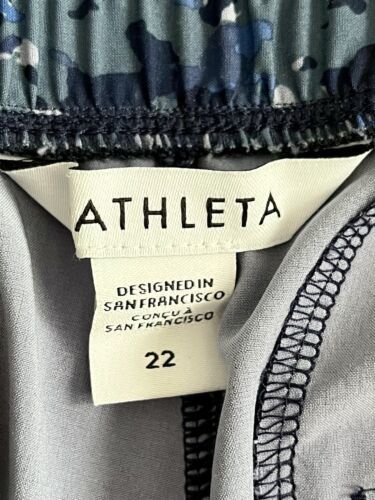 ATHLETA
DESIGNED IN
SAN FRANCISCO
CONÇU À
SAN FRANCISCO
22